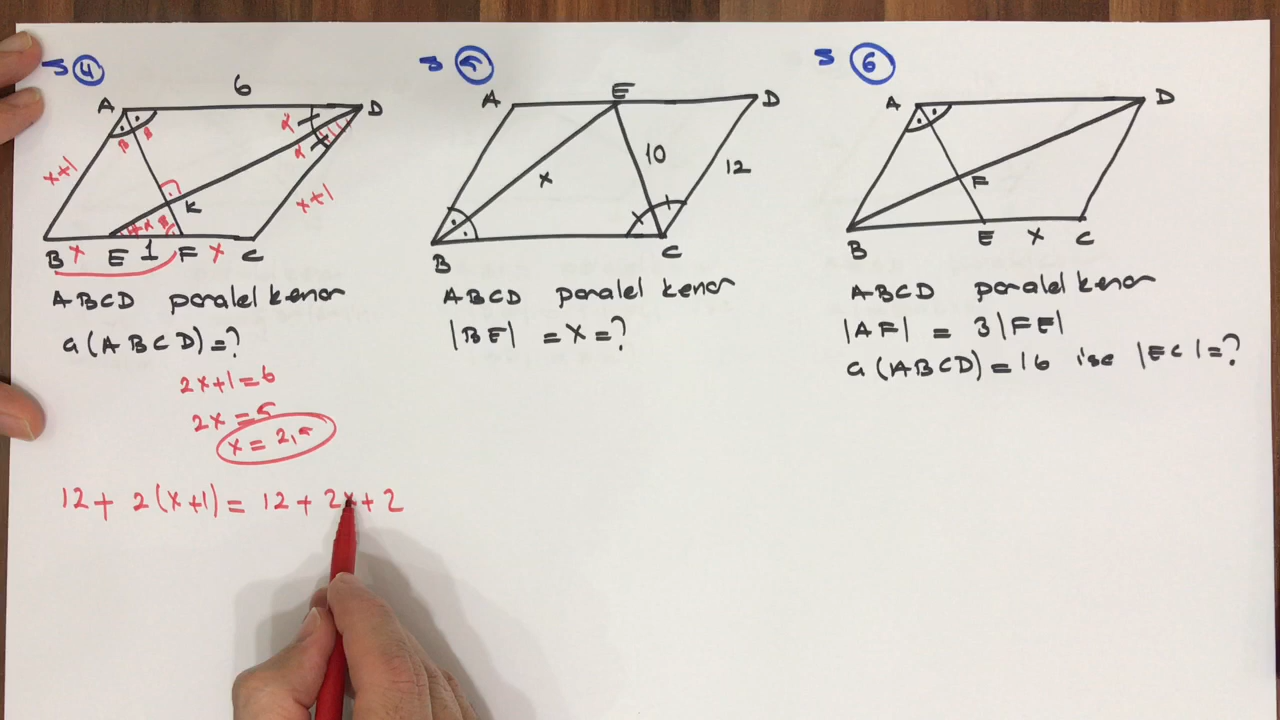 S 4
6
A
D
α
β β
α
x+1
x+1
K
B x E 1 F x C
ABCD paralel kenar
Ç(ABCD)=?
2x+1=6
2x=5
x=2,5
12+ 2(x+1)= 12+2x+2
S 5
A
E
D
10
x
12
B
C
ABCD paralel kenar
|BE| =x=?
S 6
A
D
F
B
E x C
ABCD paralel kenar
|AF| = 3|FE|
Ç(ABCD)=16 ise |EC|=?